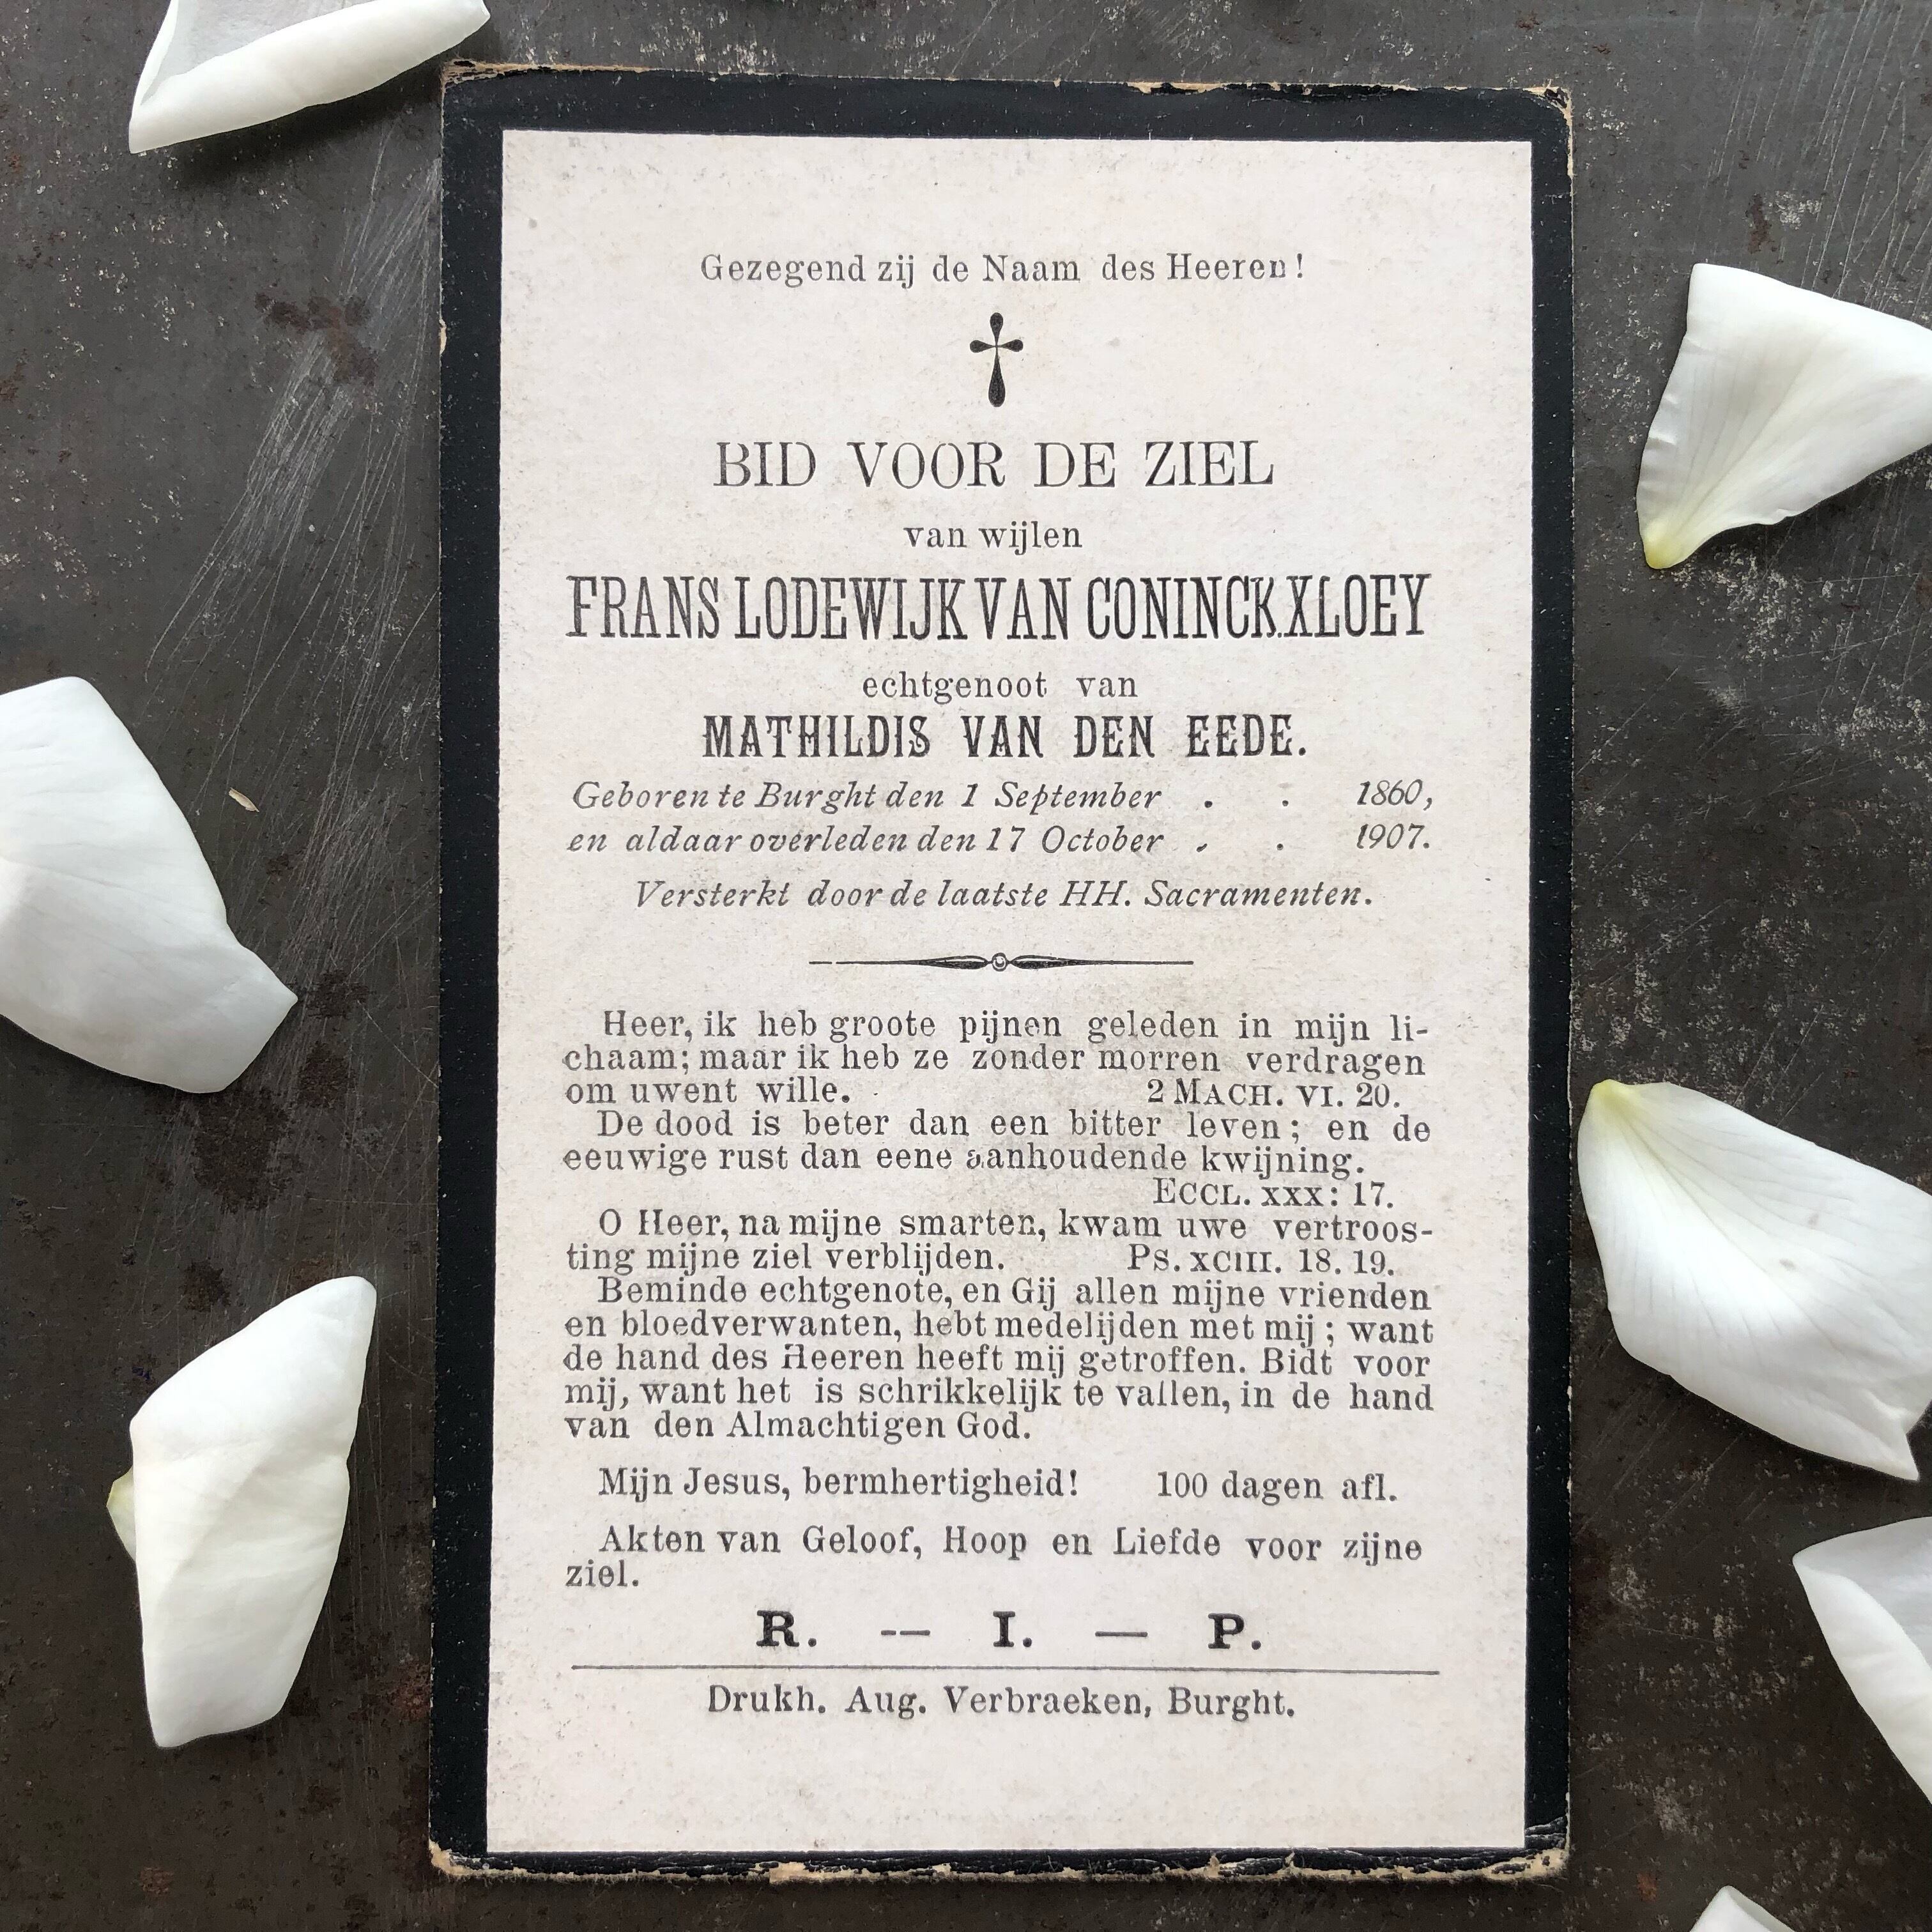 Gezegend zij de Naam des Heeren!
BID VOOR DE ZIEL
van wijlen
FRANS LODEWIJK VAN CONINCKXLOEY
echtgenoot van
MATHILDIS VAN DEN EEDE.
Geboren te Burght den 1 September . . 1860,
en aldaar overleden den 17 October . . 1907.
Versterkt door de laatste HH. Sacramenten.
Heer, ik heb groote pijnen geleden in mijn li-
chaam; maar ik heb ze zonder morren verdragen
om uwent wille. 2 MACH. VI. 20.
De dood is beter dan een bitter leven; en de
eeuwige rust dan eene aanhoudende kwijning.
ECCL. XXX: 17.
O Heer, na mijne smarten, kwam uwe vertroos-
ting mijne ziel verblijden. PS. XCIII. 18. 19.
Beminde echtgenote, en Gij allen mijne vrienden
en bloedverwanten, hebt medelijden met mij; want
de hand des Heeren heeft mij getroffen. Bidt voor
mij, want het is schrikkelijk te vallen, in de hand
van den Almachtigen God.
Mijn Jesus, bermhertigheid! 100 dagen afl.
Akten van Geloof, Hoop en Liefde voor zijne
ziel.
R. — I. — P.
Drukh. Aug. Verbraeken, Burght.